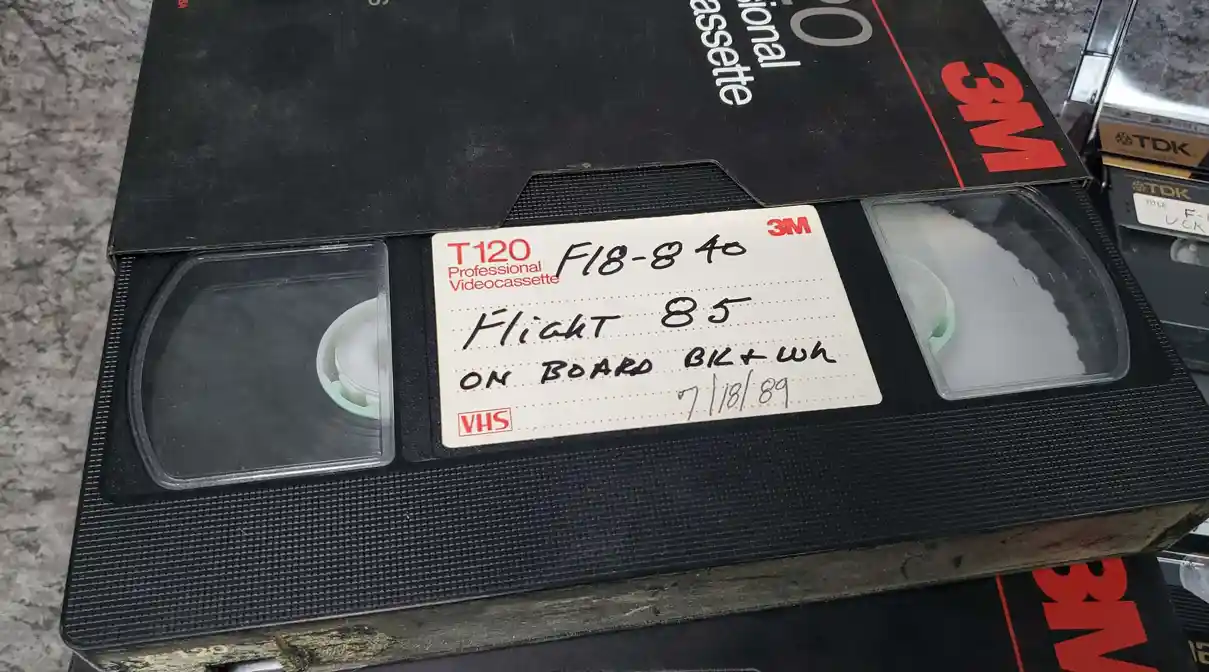 20
sional
assette
3M
TDK
TDK
T120
Professional
Videocassette
3M
F18-840
Flight 85
ON BOARD BK + Wh
7/18/89
VHS
3M